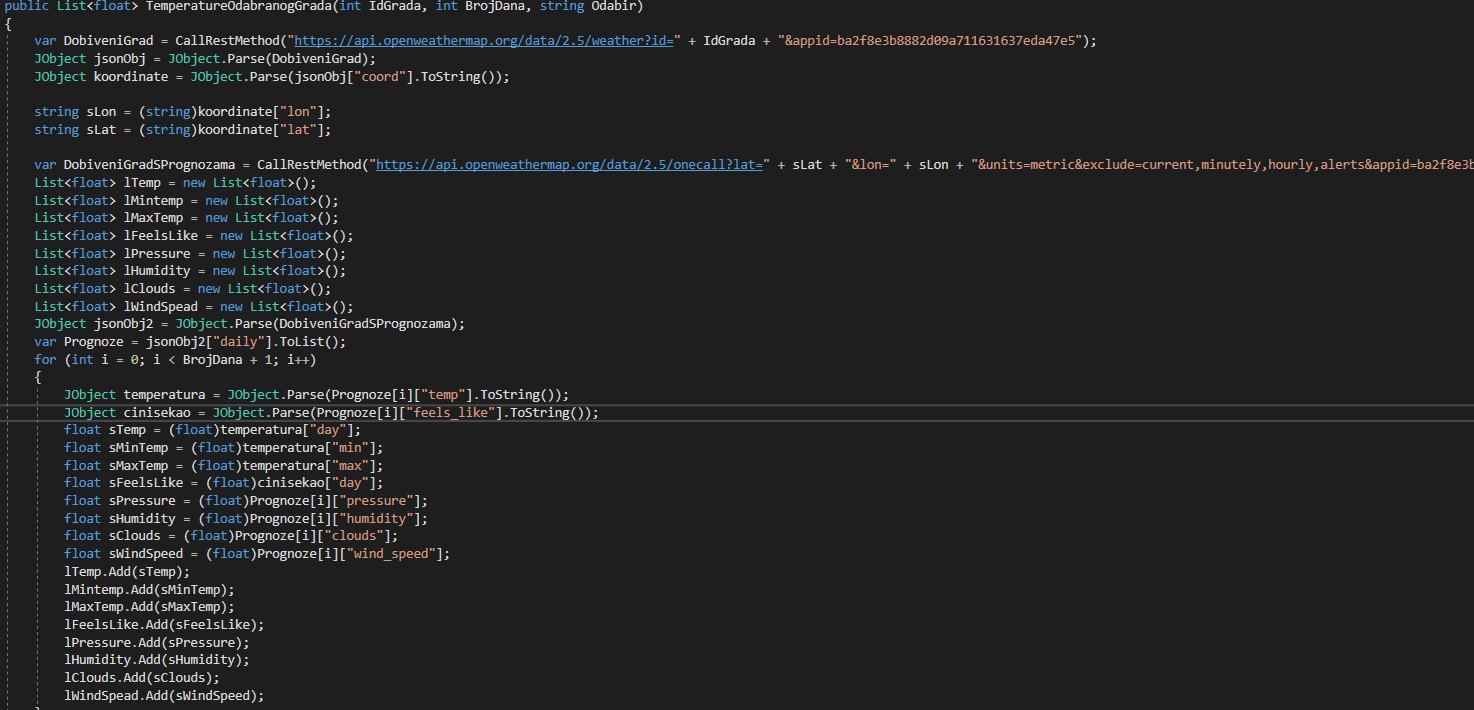 public List<float> TemperatureOdabranogGrada(int IdGrada, int BrojDana, string Odabir)
{
var DobiveniGrad = CallRestMethod("https://api.openweathermap.org/data/2.5/weather?id=" + IdGrada + "&appid=ba2f8e3b8882d09a711631637eda47e5");
JObject jsonObj = JObject.Parse(DobiveniGrad);
JObject koordinate = JObject.Parse(jsonObj["coord"].ToString());
string sLon = (string)koordinate["lon"];
string sLat = (string)koordinate["lat"];
var DobiveniGradSPrognozama = CallRestMethod("https://api.openweathermap.org/data/2.5/onecall?lat=" + sLat + "&lon=" + sLon + "&units=metric&exclude=current,minutely,hourly,alerts&appid=ba2f8e3b
List<float> lTemp = new List<float>();
List<float> lMintemp = new List<float>();
List<float> lMaxTemp = new List<float>();
List<float> lFeelsLike = new List<float>();
List<float> lPressure = new List<float>();
List<float> lHumidity = new List<float>();
List<float> lClouds = new List<float>();
List<float> lWindSpead = new List<float>();
JObject jsonObj2 = JObject.Parse(DobiveniGradSPrognozama);
var Prognoze = jsonObj2["daily"].ToList();
for (int i = 0; i < BrojDana + 1; i++)
{
JObject temperatura = JObject.Parse(Prognoze[i]["temp"].ToString());
JObject cinisekao = JObject.Parse(Prognoze[i]["feels_like"].ToString());
float sTemp = (float)temperatura["day"];
float sMinTemp = (float)temperatura["min"];
float sMaxTemp = (float)temperatura["max"];
float sFeelsLike = (float)cinisekao["day"];
float sPressure = (float)Prognoze[i]["pressure"];
float sHumidity = (float)Prognoze[i]["humidity"];
float sClouds = (float)Prognoze[i]["clouds"];
float sWindSpeed = (float)Prognoze[i]["wind_speed"];
lTemp.Add(sTemp);
lMintemp.Add(sMinTemp);
lMaxTemp.Add(sMaxTemp);
lFeelsLike.Add(sFeelsLike);
lPressure.Add(sPressure);
lHumidity.Add(sHumidity);
lClouds.Add(sClouds);
lWindSpead.Add(sWindSpeed);